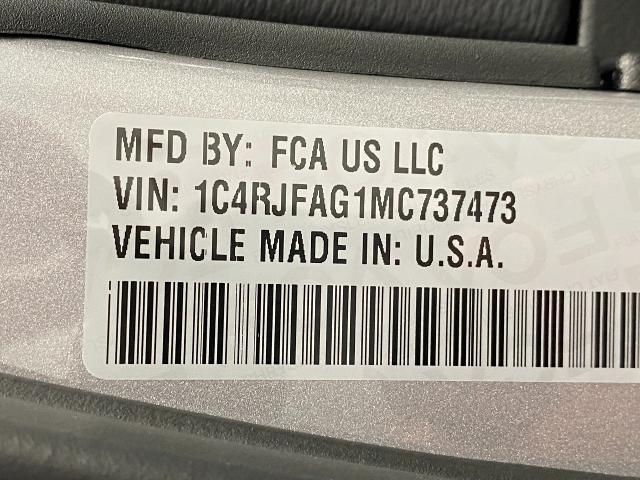 MFD BY: FCA US LLC
VIN: 1C4RJFAG1MC737473
VEHICLE MADE IN: U.S.A.